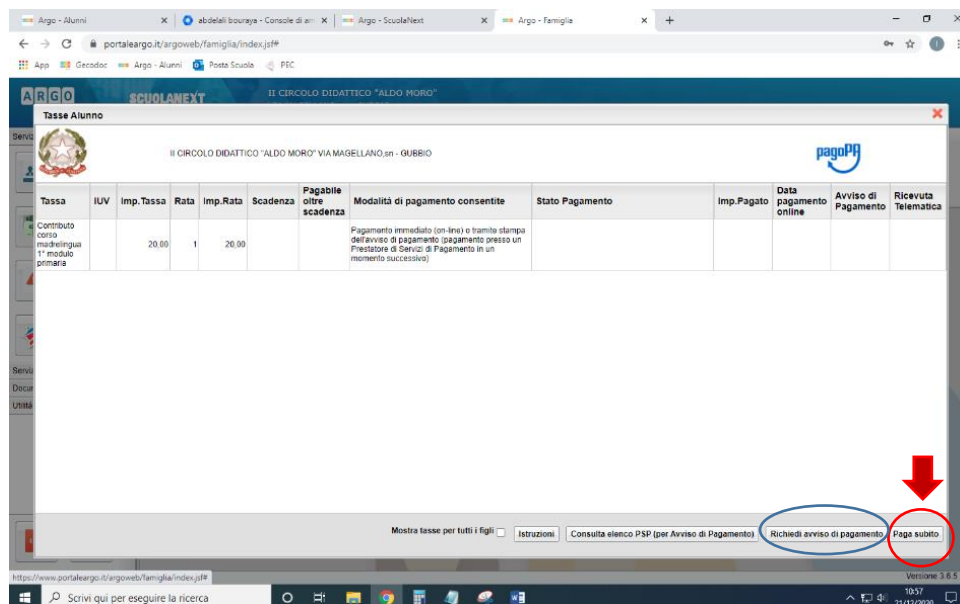 Argo - Alunni
abdelali bouraya - Console di am
Argo - ScuolaNext
Argo - Famiglia
portaleargo.it/argoweb/famiglia/index.jsf#
App Gecodoc Argo - Alunni Posta Scuola PEC
ARGO SCUOLANEXT II CIRCOLO DIDATTICO "ALDO MORO"
Tasse Alunno
II CIRCOLO DIDATTICO "ALDO MORO" VIA MAGELLANO,sn - GUBBIO
pagoPA
Tassa IUV Imp.Tassa Rata Imp.Rata Scadenza Pagabile oltre scadenza Modalità di pagamento consentite Stato Pagamento Imp.Pagato Data pagamento online Avviso di Pagamento Ricevuta Telematica
Contributo corso madrelingua 1° modulo primaria 20,00 1 20,00 Pagamento immediato (on-line) o tramite stampa dell'avviso di pagamento (pagamento presso un Prestatore di Servizi di Pagamento in un momento successivo)
Serviz
Docum
Utilità
Mostra tasse per tutti i figli Istruzioni Consulta elenco PSP (per Avviso di Pagamento) Richiedi avviso di pagamento Paga subito
https://www.portaleargo.it/argoweb/famiglia/index.jsf# Versione 3.8.5
Scrivi qui per eseguire la ricerca
10:57
21/12/2020